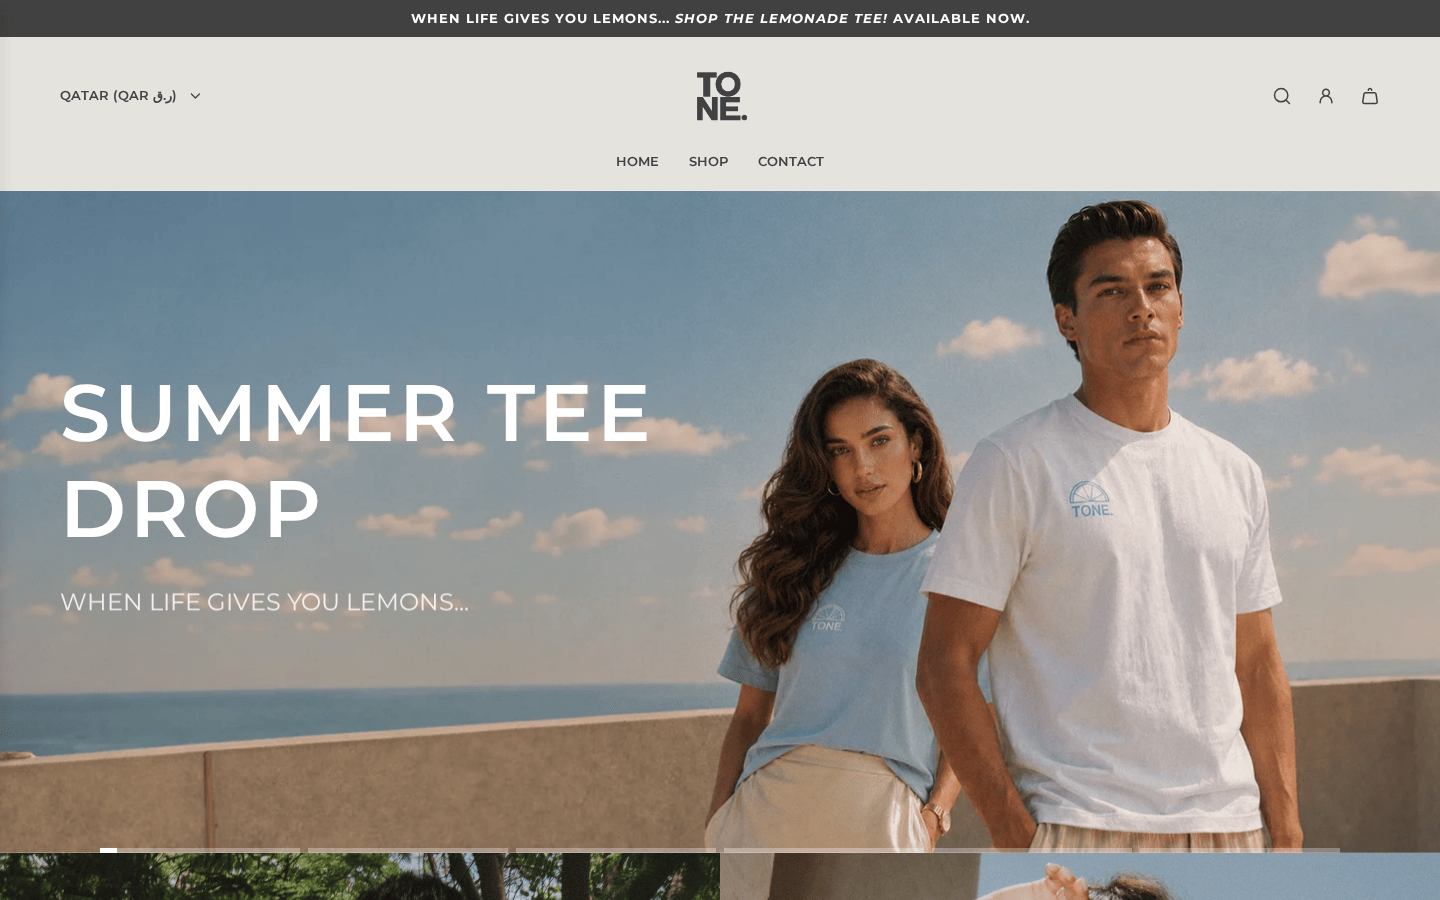 WHEN LIFE GIVES YOU LEMONS... SHOP THE LEMONADE TEE! AVAILABLE NOW.
QATAR (QAR ر.ق)
TO
NE.
HOME SHOP CONTACT
SUMMER TEE
DROP
WHEN LIFE GIVES YOU LEMONS...
TONE.
TONE.